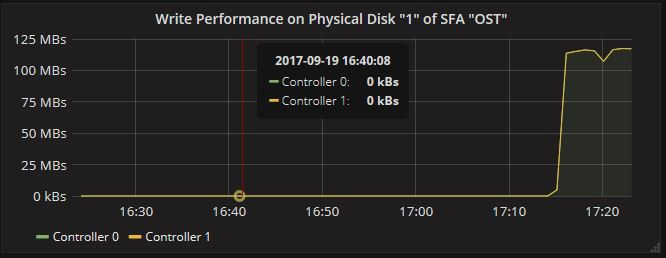 Write Performance on Physical Disk "1" of SFA "OST"
125 MBs
100 MBs
75 MBs
50 MBs
25 MBs
0 kBs
2017-09-19 16:40:08
Controller 0: 0 kBs
Controller 1: 0 kBs
16:30 16:40 16:50 17:00 17:10 17:20
Controller 0 Controller 1